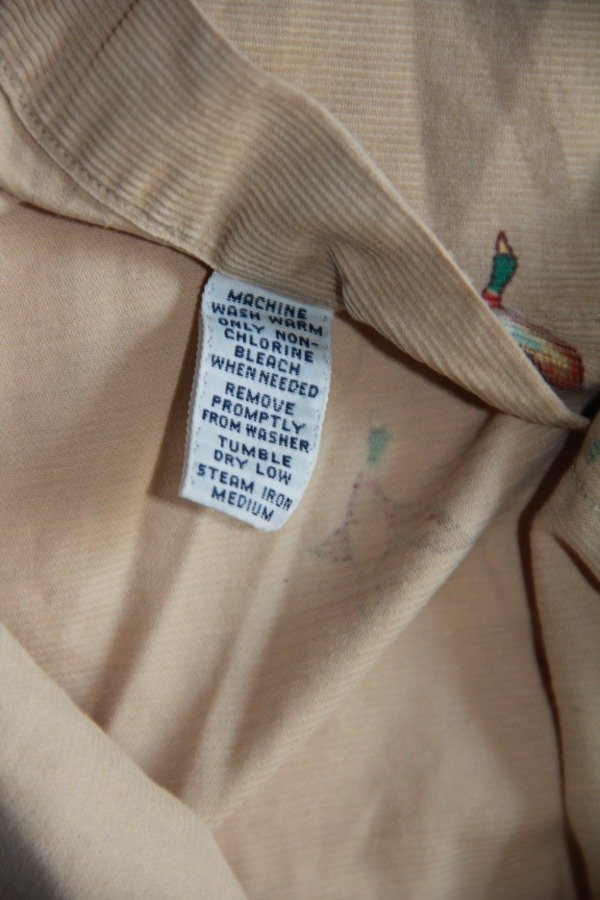 MACHINE
WASH WARM
ONLY NON-
CHLORINE
BLEACH
WHEN NEEDED
REMOVE
PROMPTLY
FROM WASHER
TUMBLE
DRY LOW
STEAM IRON
MEDIUM